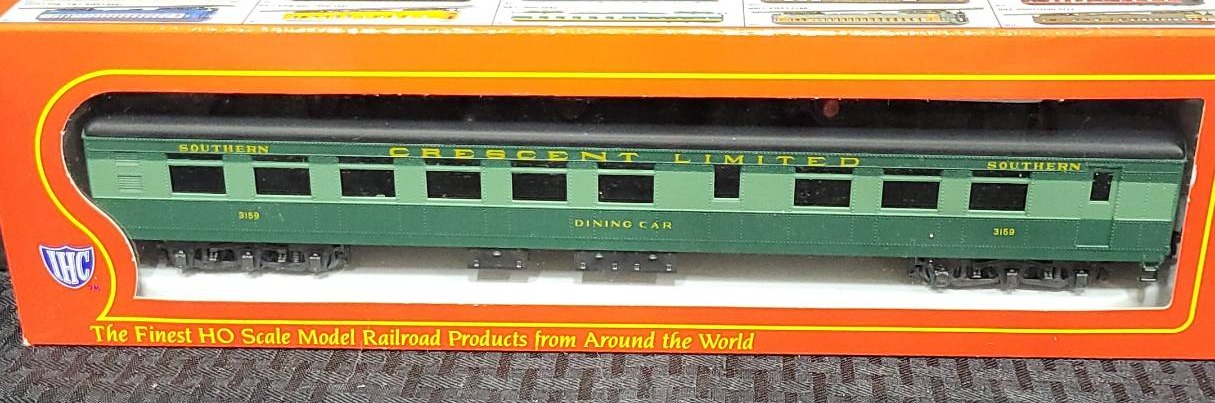 SOUTHERN CRESCENT LIMITED SOUTHERN
3159 DINING CAR 3159
IHC
TM
The Finest HO Scale Model Railroad Products from Around the World